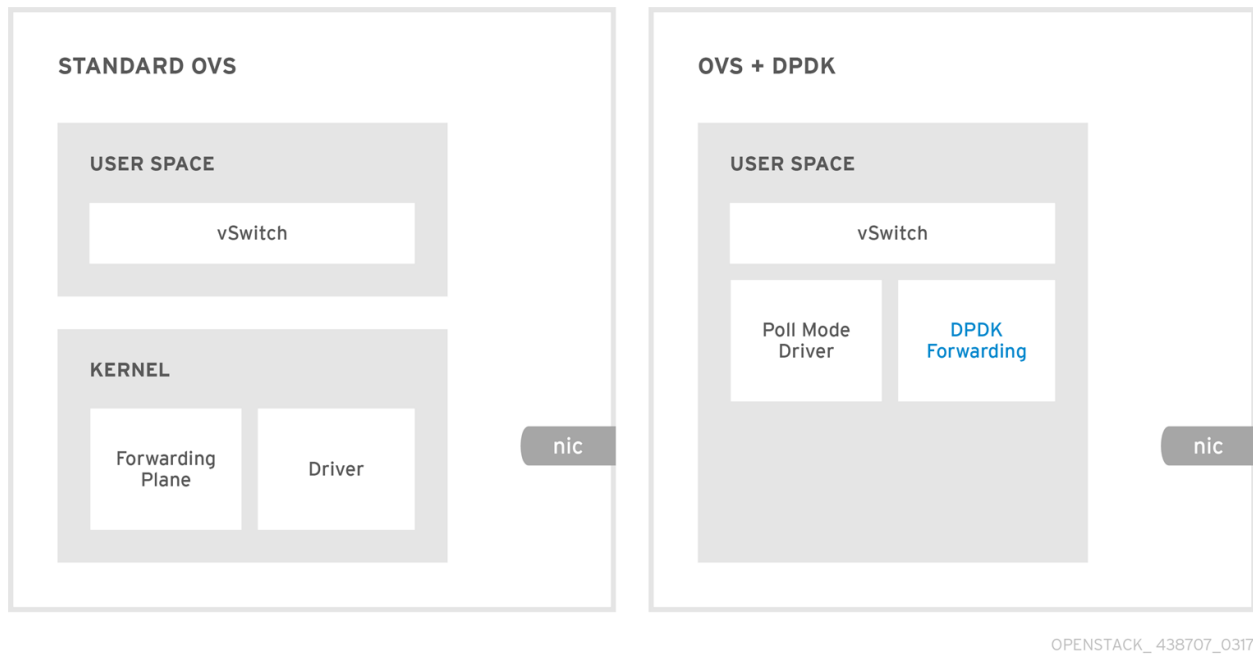 STANDARD OVS
USER SPACE
vSwitch
KERNEL
Forwarding
Plane
Driver
nic
OVS + DPDK
USER SPACE
vSwitch
Poll Mode
Driver
DPDK
Forwarding
nic
OPENSTACK_ 438707_0317